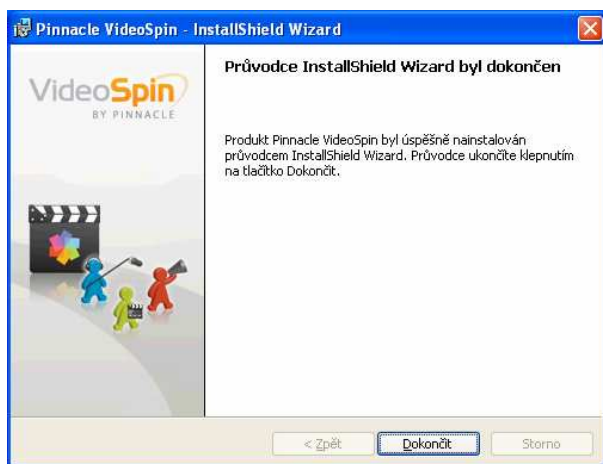 Pinnacle VideoSpin - InstallShield Wizard
Průvodce InstallShield Wizard byl dokončen
VideoSpin
BY PINNACLE
Produkt Pinnacle VideoSpin byl úspěšně nainstalován
průvodcem InstallShield Wizard. Průvodce ukončíte klepnutím
na tlačítko Dokončit.
< Zpět
Dokončit
Storno